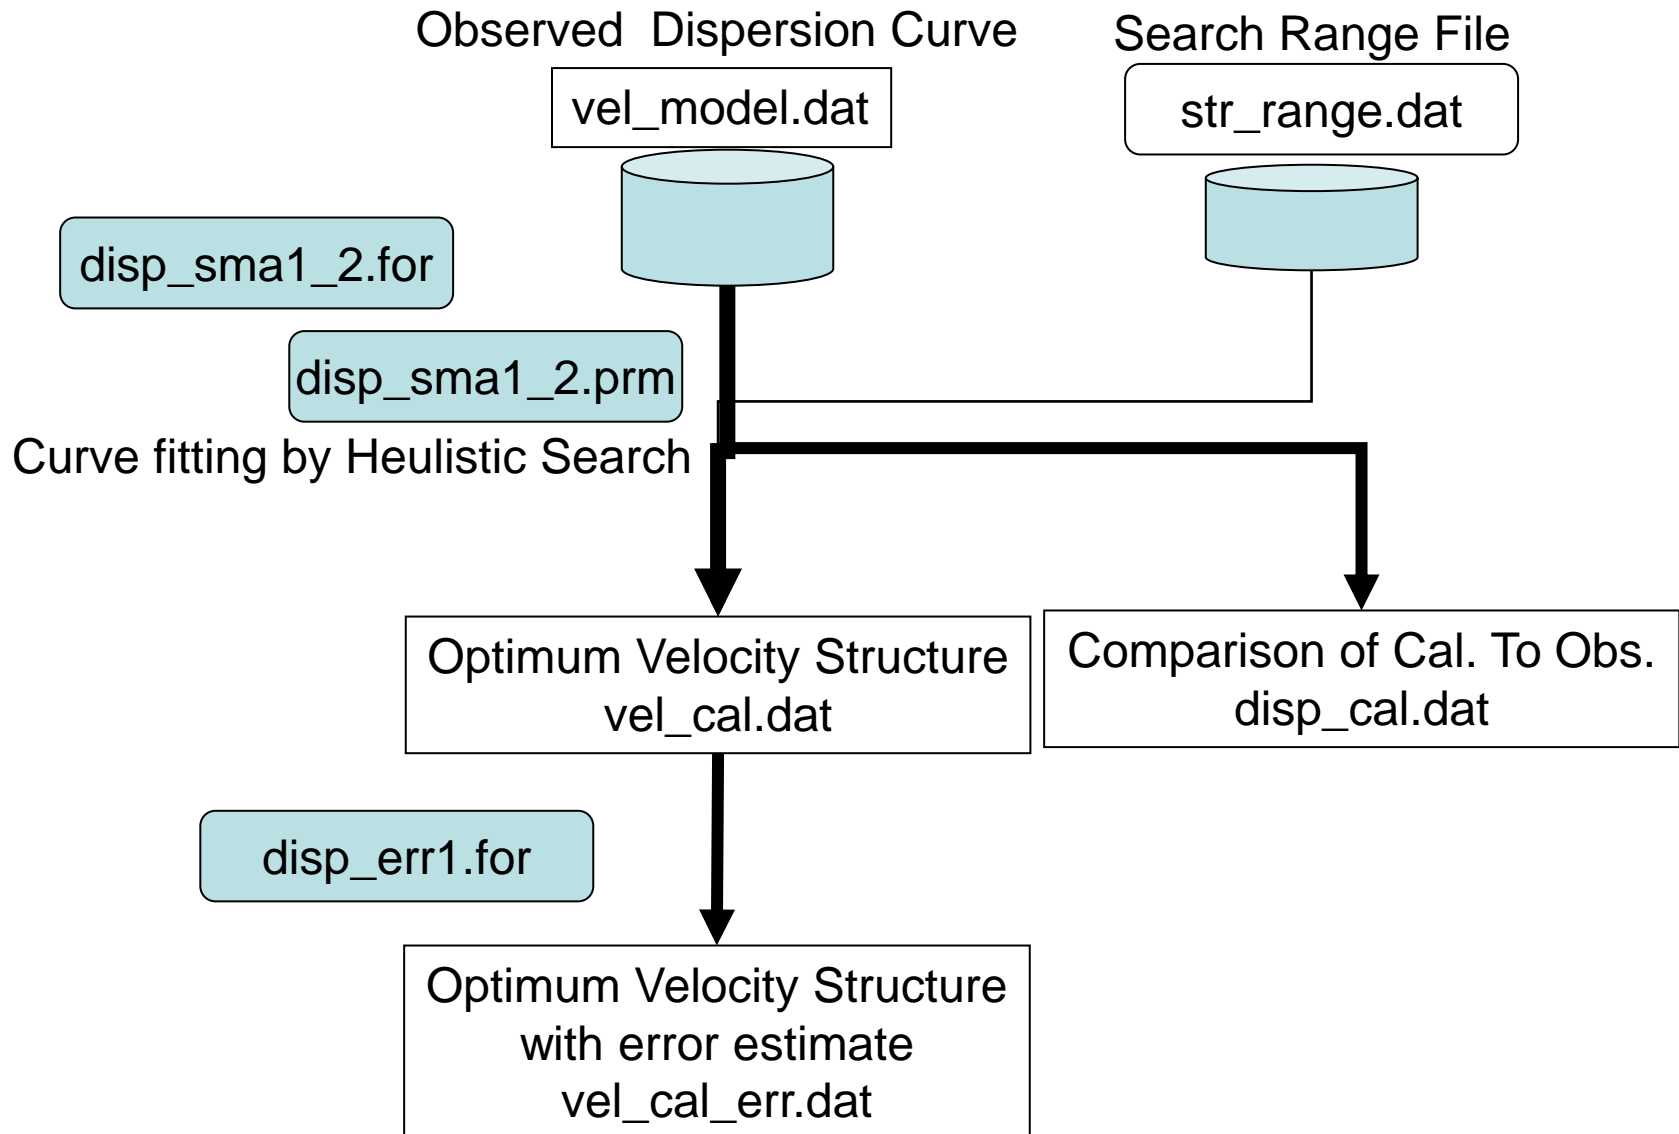 Observed  Dispersion Curve
Search Range File
vel_model.dat
str_range.dat
disp_sma1_2.for
disp_sma1_2.prm
Curve fitting by Heulistic Search
Optimum Velocity Structure
vel_cal.dat
Comparison of Cal. To Obs.
disp_cal.dat
disp_err1.for
Optimum Velocity Structure
with error estimate
vel_cal_err.dat